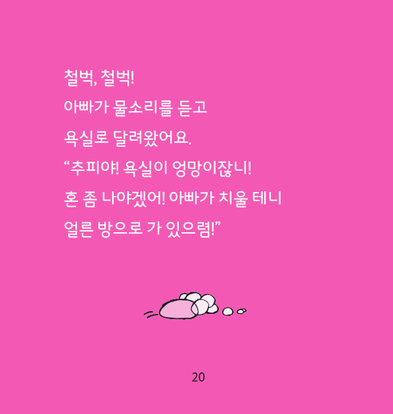 철벅, 철벅!
아빠가 물소리를 듣고
욕실로 달려왔어요.
“추피야! 욕실이 엉망이잖니!
혼 좀 나야겠어! 아빠가 치울 테니
얼른 방으로 가 있으렴!”
20